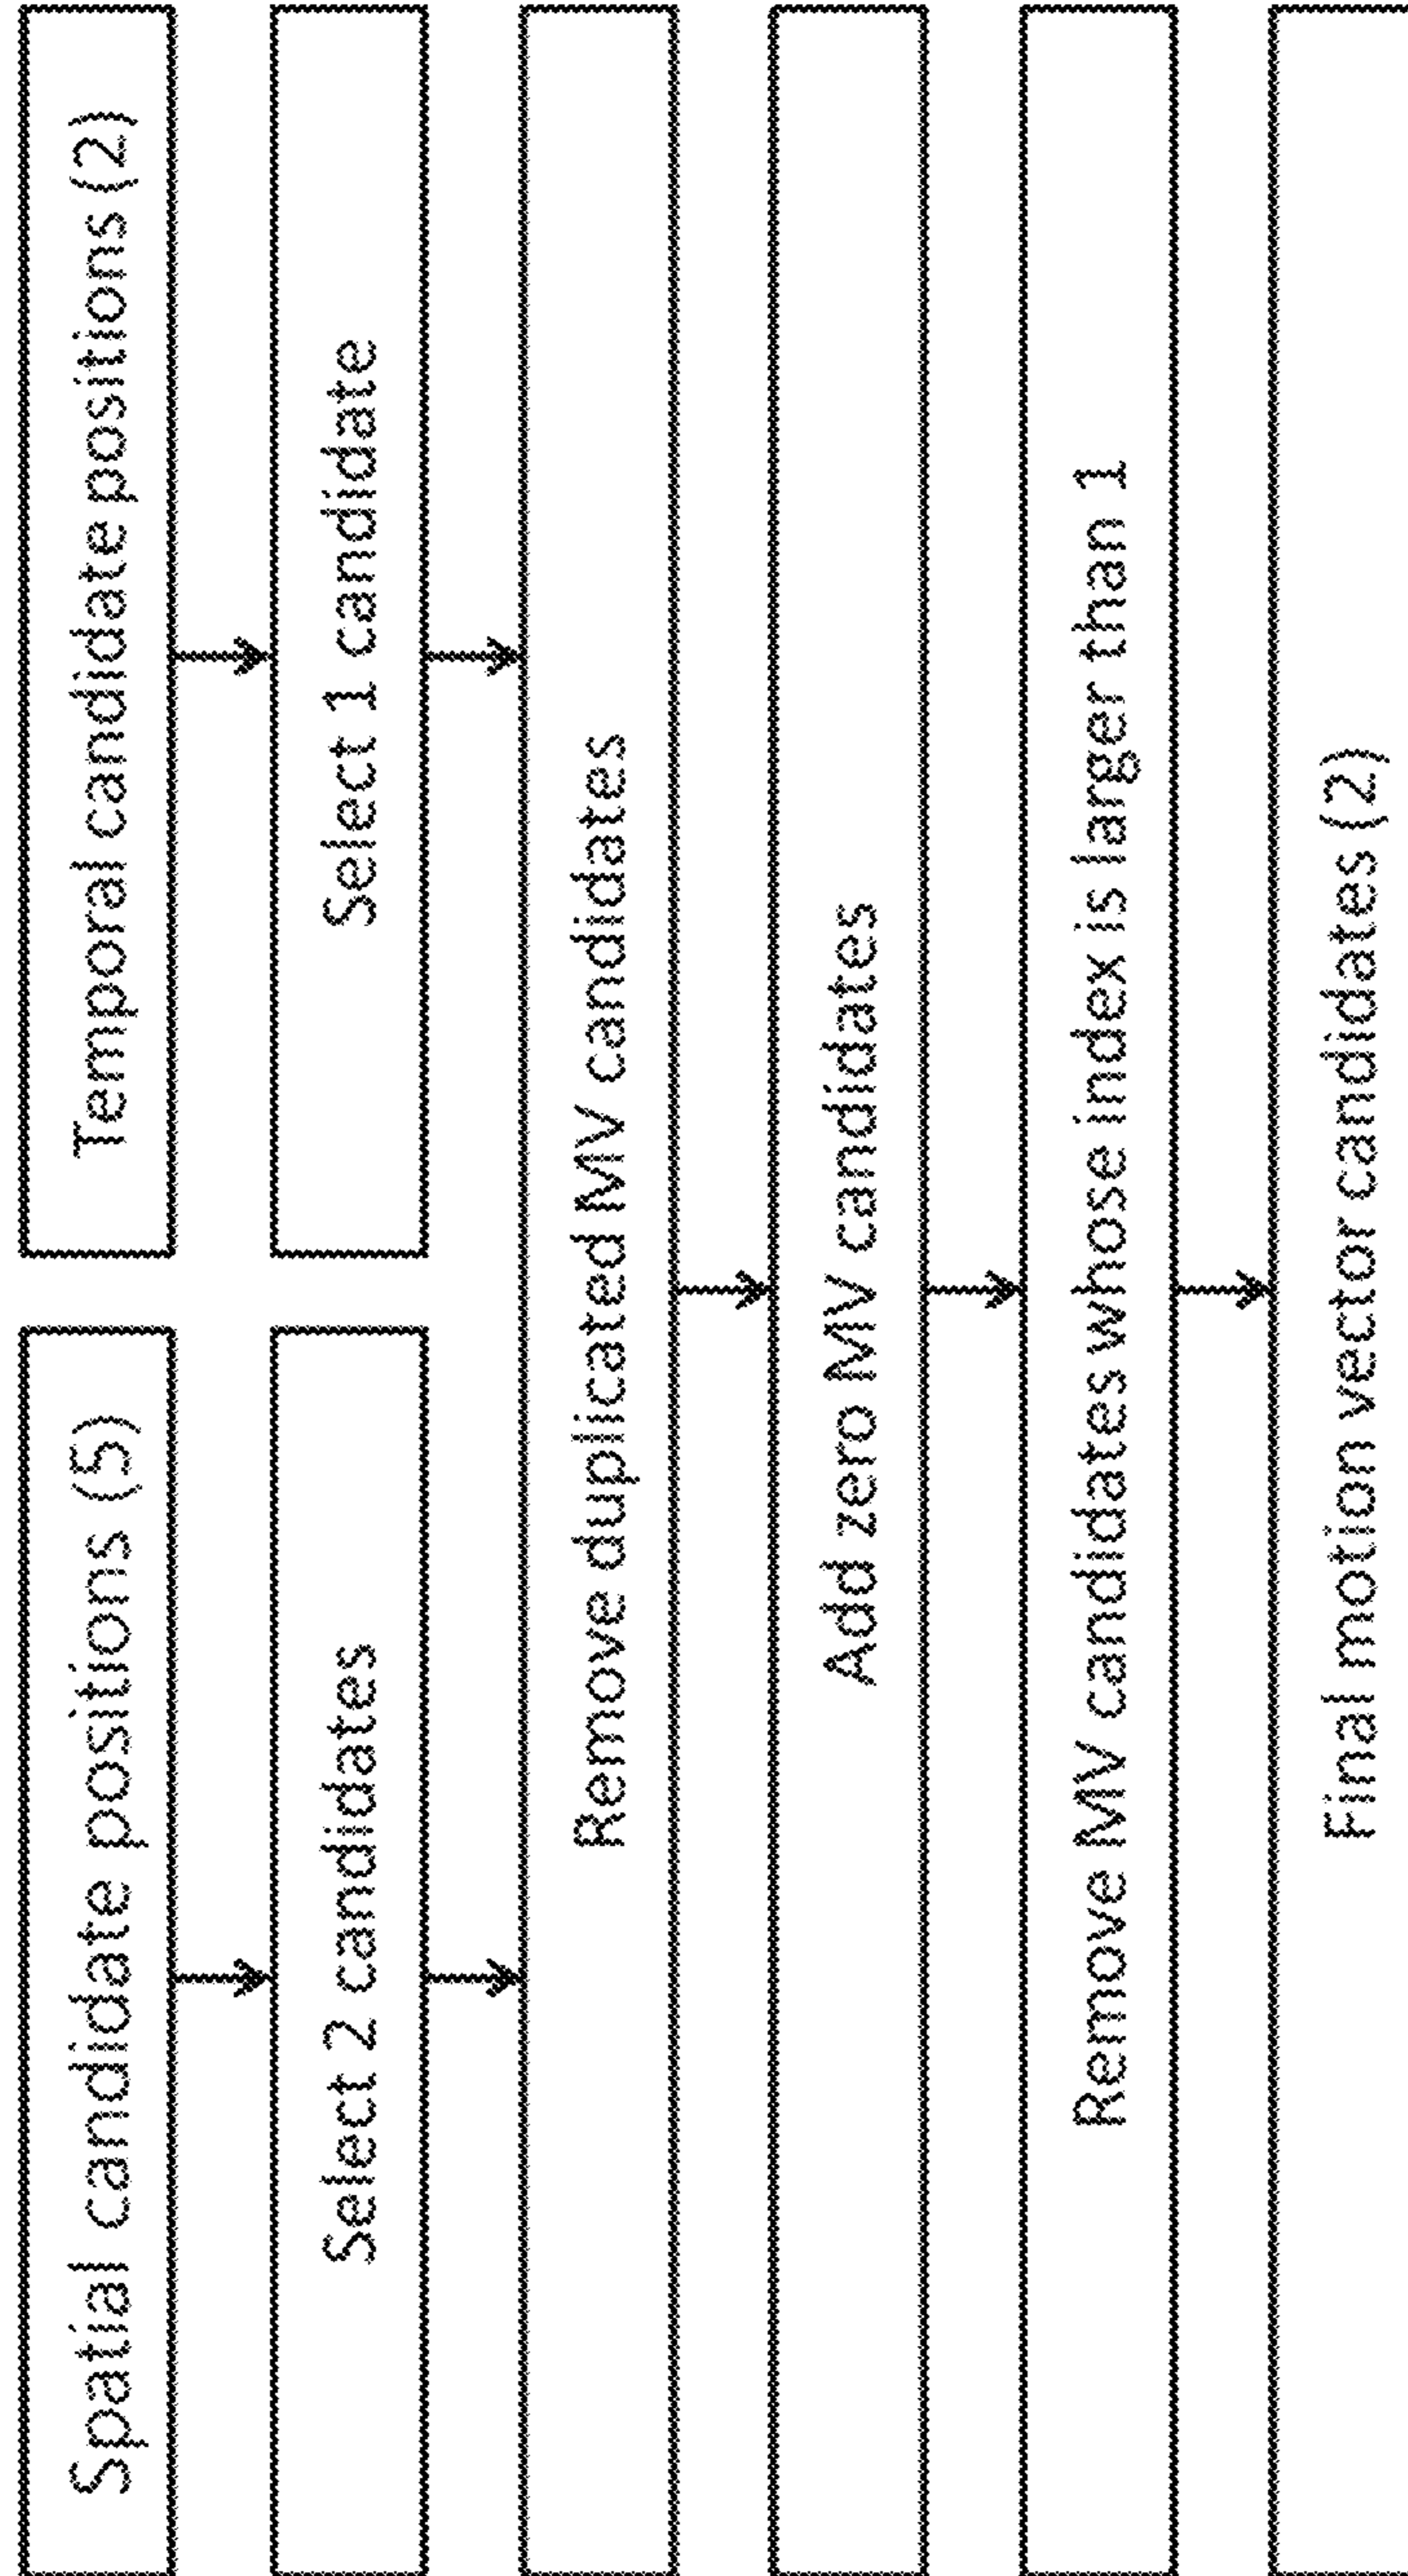 Spatial candidate positions (5)
Temporal candidate positions (2)
Select 2 candidates
Select 1 candidate
Remove duplicated MV candidates
Add zero MV candidates
Remove MV candidates whose index is larger than 1
Final motion vector candidates (2)